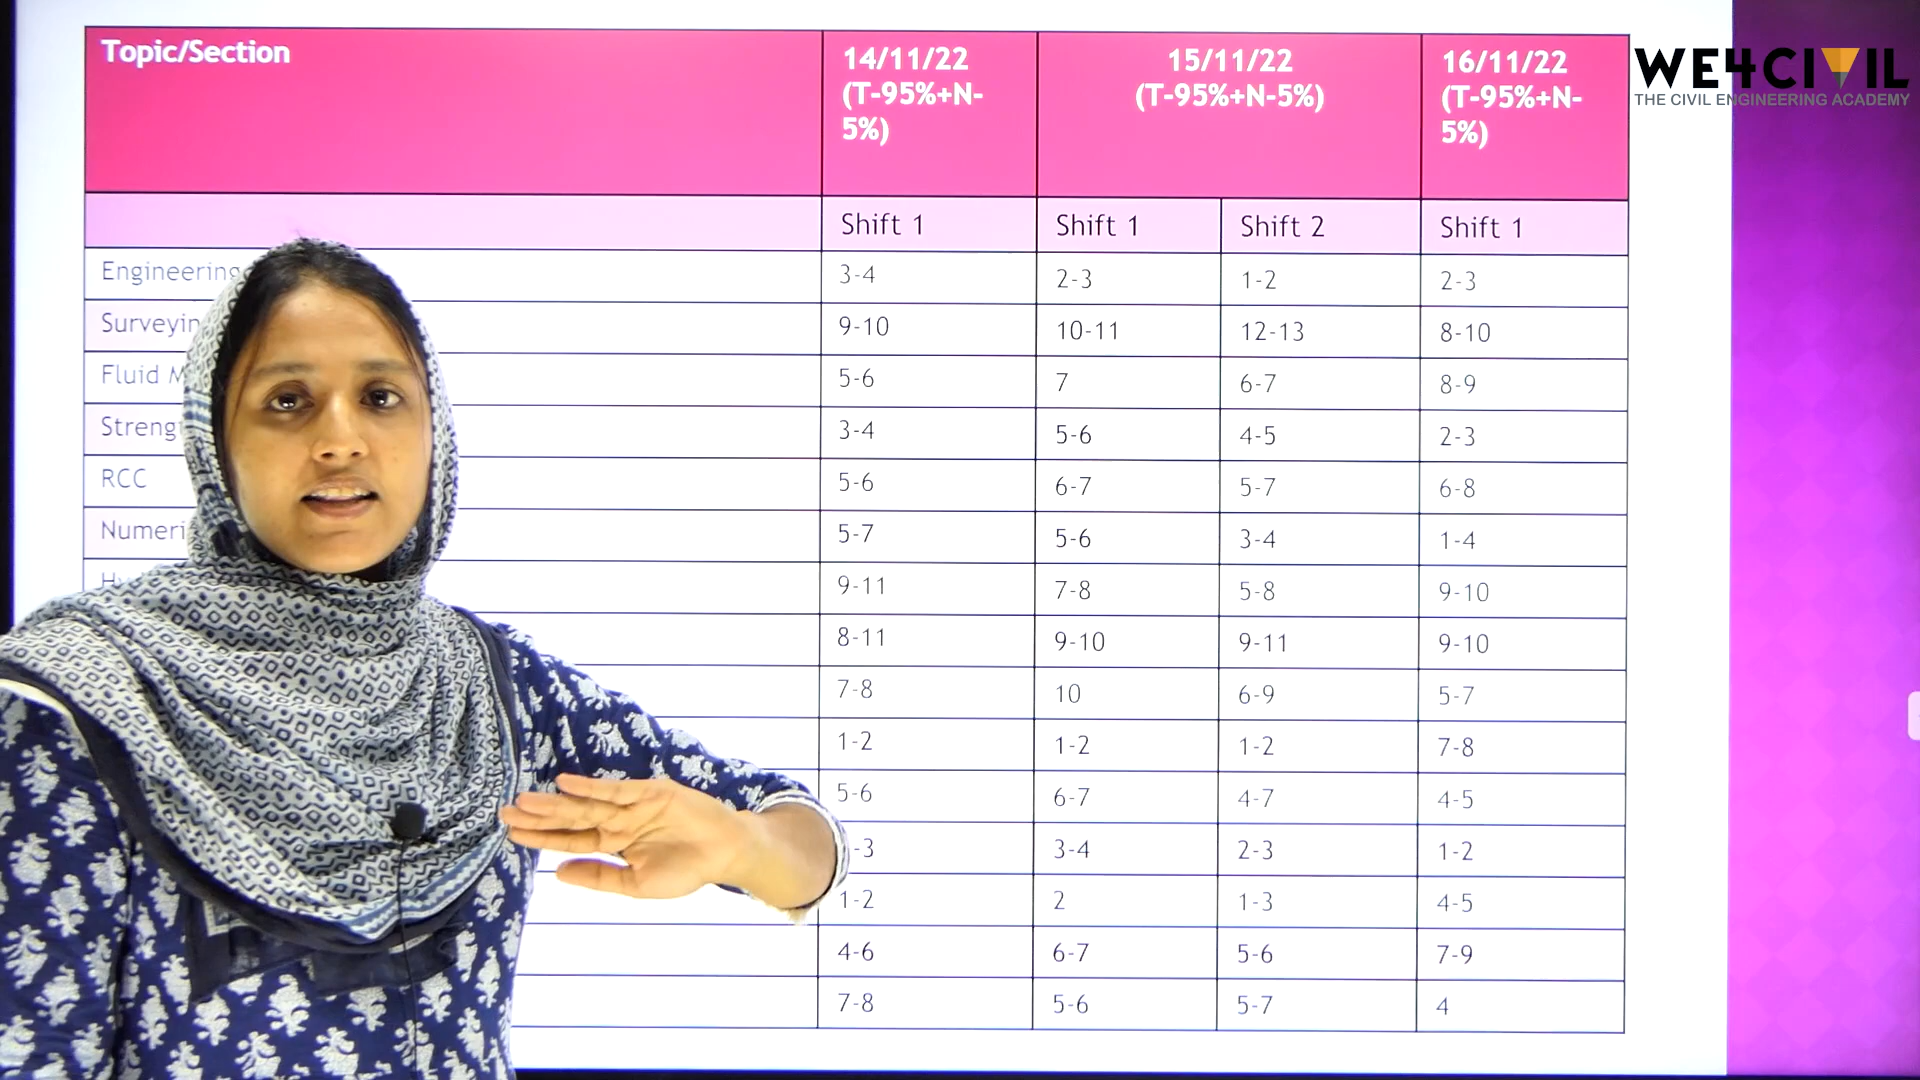 Topic/Section
14/11/22
(T-95%+N-
5%)
15/11/22
(T-95%+N-5%)
16/11/22
(T-95%+N-
5%)
WE4CIVIL
THE CIVIL ENGINEERING ACADEMY
Shift 1 Shift 1 Shift 2 Shift 1
Engineering 3-4 2-3 1-2 2-3
9-10 10-11 12-13 8-10
Fluid 5-6 7 6-7 8-9
3-4 5-6 4-5 2-3
RCC 5-6 6-7 5-7 6-8
5-7 5-6 3-4 1-4
9-11 7-8 5-8 9-10
8-11 9-10 9-11 9-10
7-8 10 6-9 5-7
1-2 1-2 1-2 7-8
5-6 6-7 4-7 4-5
-3 3-4 2-3 1-2
1-2 2 1-3 4-5
4-6 6-7 5-6 7-9
7-8 5-6 5-7 4